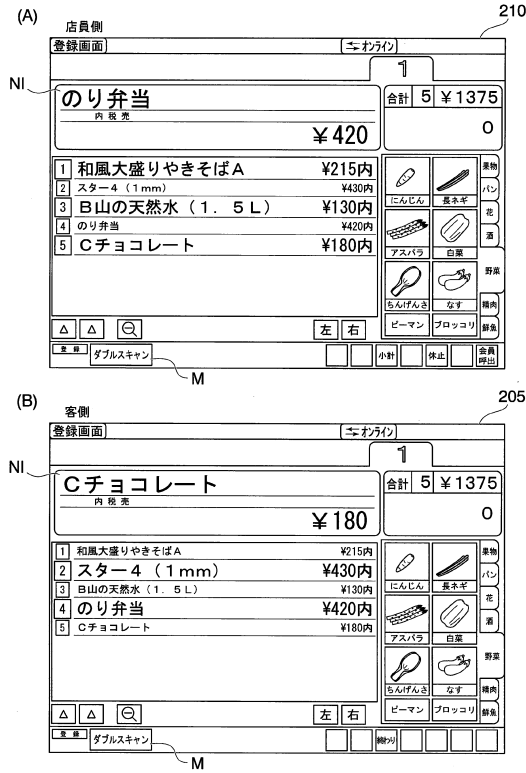 (A)
店員側
210
登録画面
⇆オンライン
1
NI
のり弁当
内税売
¥420
合計 5 ¥1375
0
1 和風大盛りやきそばA ¥215内
2 スター4（1mm） ¥430内
3 B山の天然水（1．5L） ¥130内
4 のり弁当 ¥420内
5 Cチョコレート ¥180内
にんじん 長ネギ
アスパラ 白菜
ちんげんさ なす
ピーマン ブロッコリ
果物
パン
花
酒
野菜
精肉
鮮魚
△ △ 左 右
登録
ダブルスキャン
M
小計 休止 会員呼出
(B)
客側
205
登録画面
⇆オンライン
1
NI
Cチョコレート
内税売
¥180
合計 5 ¥1375
0
1 和風大盛りやきそばA ¥215内
2 スター4（1mm） ¥430内
3 B山の天然水（1．5L） ¥130内
4 のり弁当 ¥420内
5 Cチョコレート ¥180内
にんじん 長ネギ
アスパラ 白菜
ちんげんさ なす
ピーマン ブロッコリ
果物
パン
花
酒
野菜
精肉
鮮魚
△ △ 左 右
登録
ダブルスキャン
M
終わり